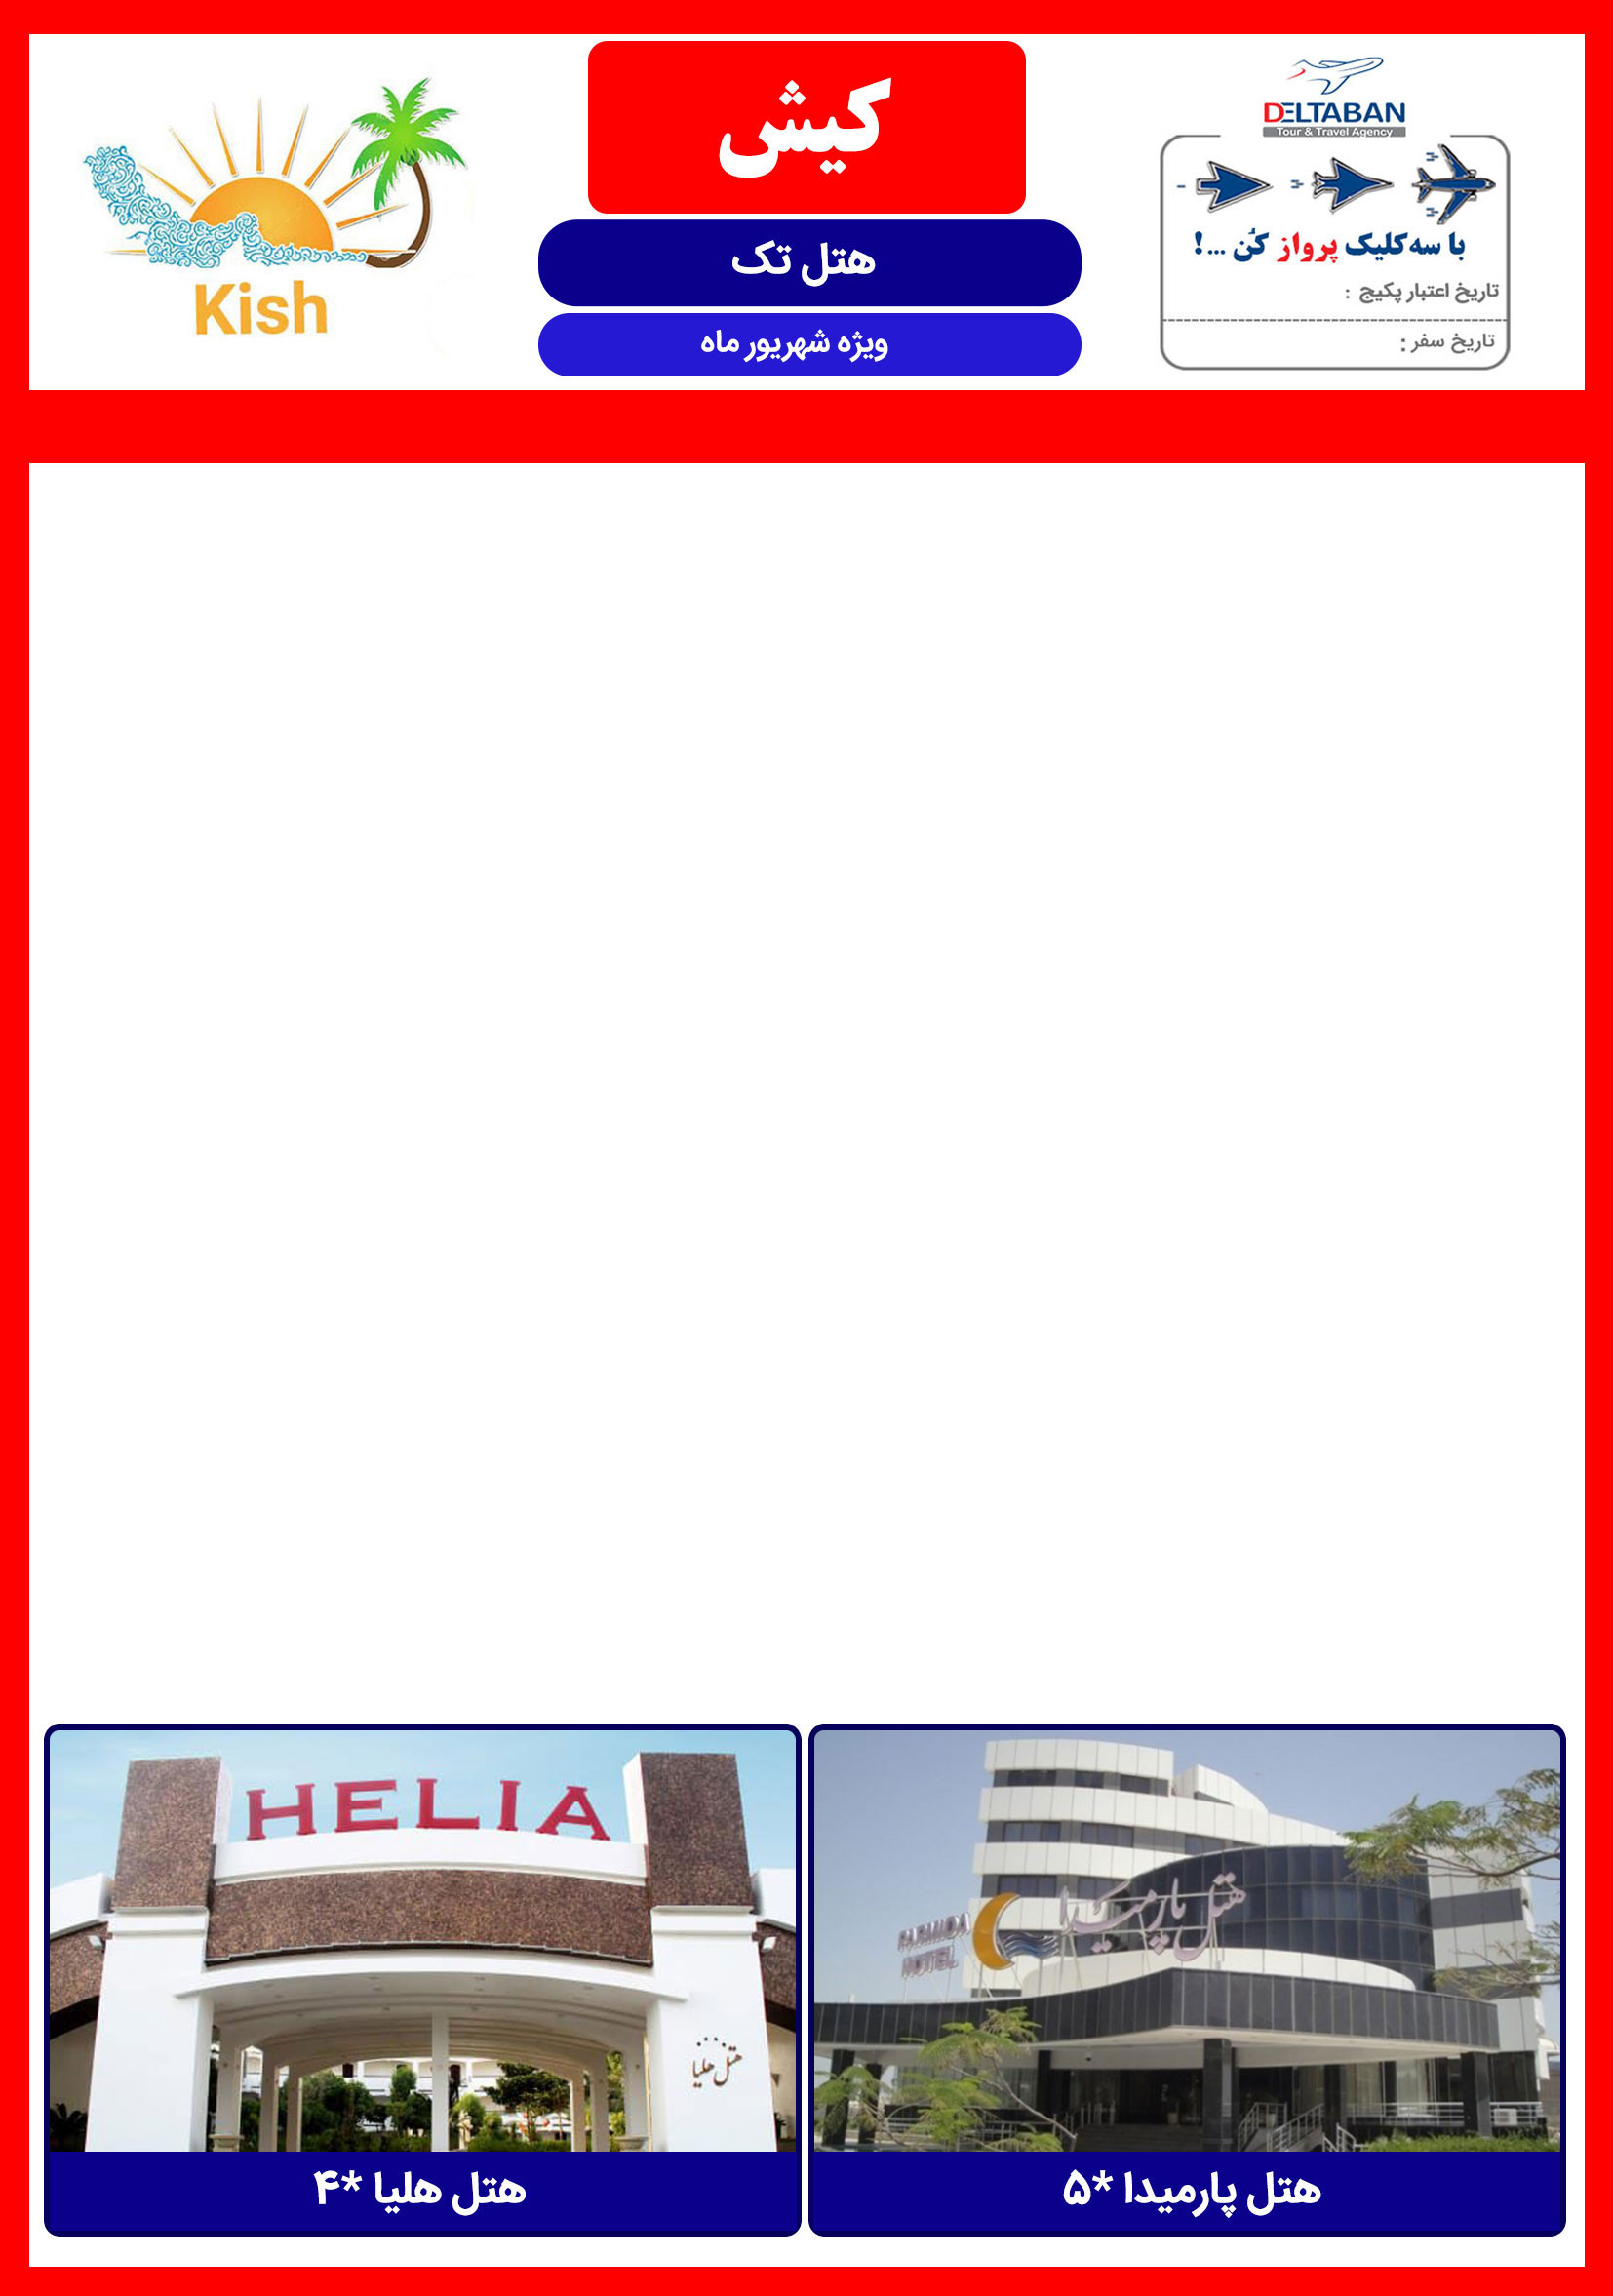 کیش
DELTABAN
Tour & Travel Agency
با سه کلیک پرواز کُن ...!
هتل تک
تاریخ اعتبار پکیج :
Kish
ویژه شهریور ماه
تاریخ سفر :
HELIA
هتل هلیا
هتل پارمیدا
PARMIDA
HOTEL
هتل پارمیدا *۵
هتل هلیا *۴